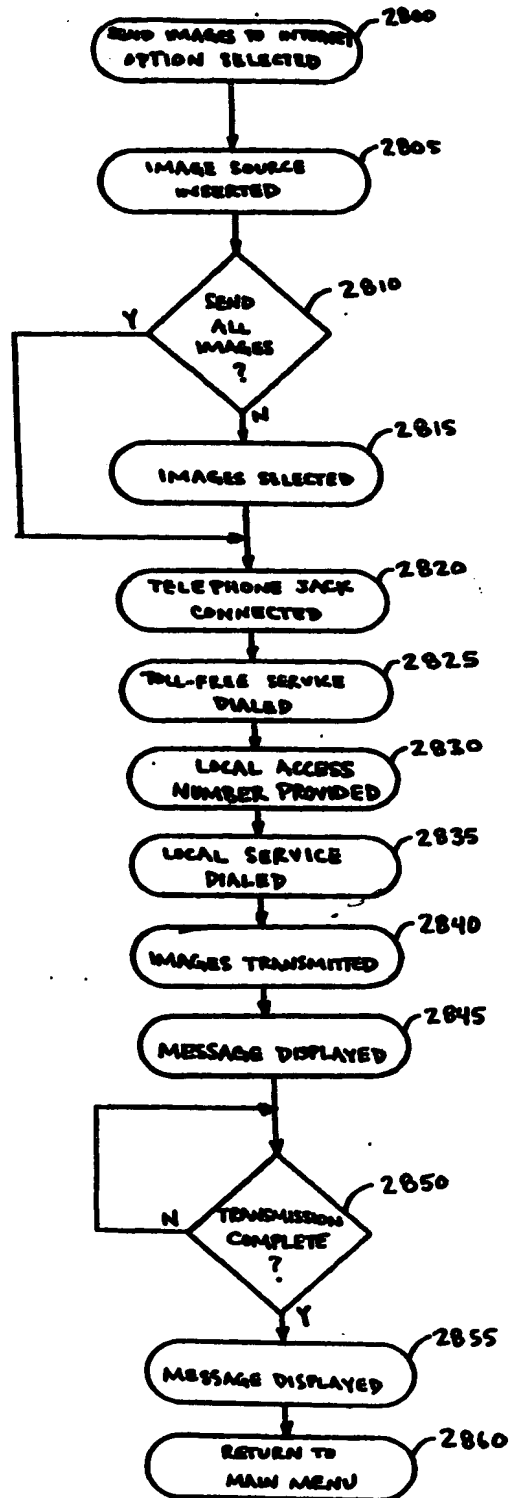 2800
SEND IMAGES TO INTERNET
OPTION SELECTED
2805
IMAGE SOURCE
INSERTED
2810
SEND
ALL
IMAGES
?
Y
N
2815
IMAGES SELECTED
2820
TELEPHONE JACK
CONNECTED
2825
TOLL-FREE SERVICE
DIALED
2830
LOCAL ACCESS
NUMBER PROVIDED
2835
LOCAL SERVICE
DIALED
2840
IMAGES TRANSMITTED
2845
MESSAGE DISPLAYED
2850
TRANSMISSION
COMPLETE
?
N
Y
2855
MESSAGE DISPLAYED
2860
RETURN TO
MAIN MENU